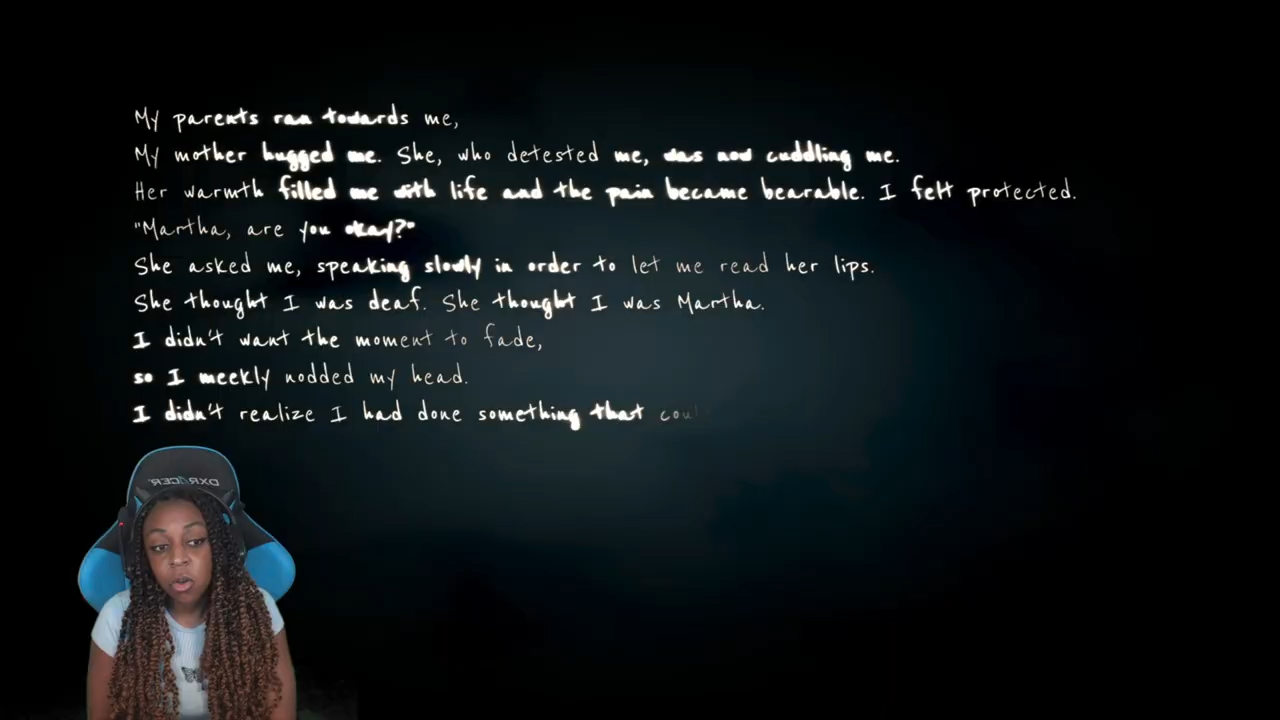 My parents ran towards me,
My mother hugged me. She, who detested me, was now cuddling me.
Her warmth filled me with life and the pain became bearable. I felt protected.
"Martha, are you okay?"
She asked me, speaking slowly in order to let me read her lips.
She thought I was deaf. She thought I was Martha.
I didn't want the moment to fade,
so I meekly nodded my head.
I didn't realize I had done something that cou
DXRACER